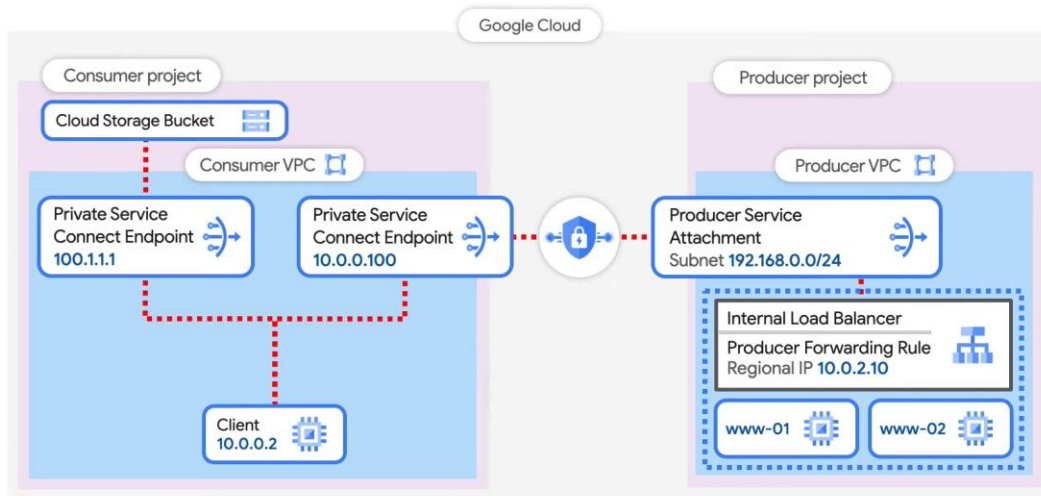 Google Cloud
Consumer project
Producer project
Cloud Storage Bucket
Consumer VPC
Producer VPC
Private Service
Connect Endpoint
100.1.1.1
Private Service
Connect Endpoint
10.0.0.100
Producer Service
Attachment
Subnet 192.168.0.0/24
Internal Load Balancer
Producer Forwarding Rule
Regional IP 10.0.2.10
Client
10.0.0.2
www-01
www-02